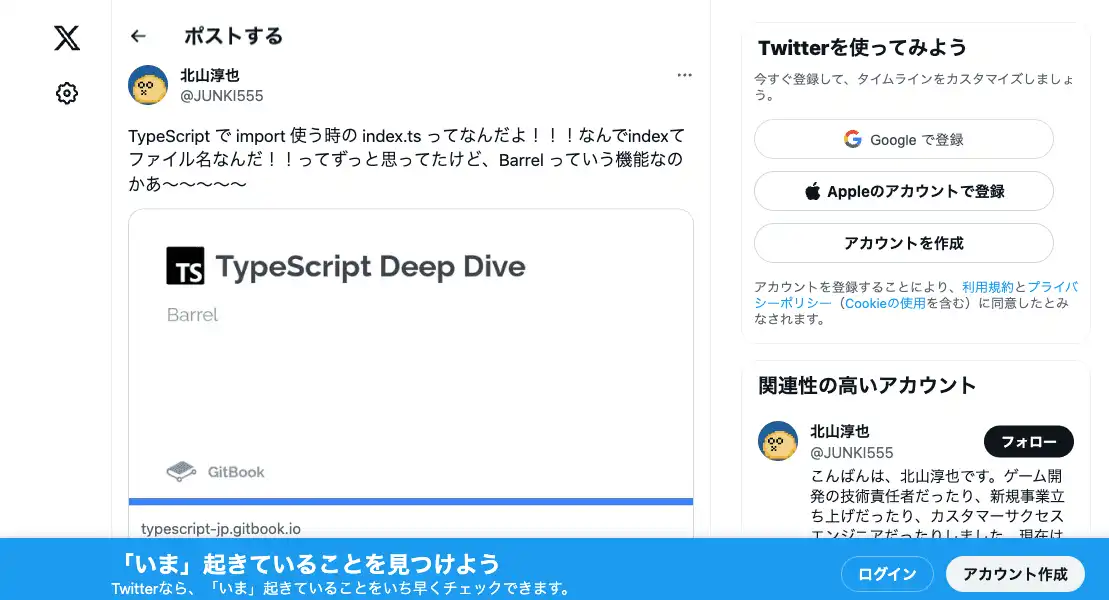 ポストする
北山淳也
@JUNKI555
TypeScript で import 使う時の index.ts ってなんだよ！！！なんでindexて
ファイル名なんだ！！ってずっと思ってたけど、Barrel っていう機能なの
かあ〜〜〜〜〜
TS TypeScript Deep Dive
Barrel
GitBook
typescript-jp.gitbook.io
Twitterを使ってみよう
今すぐ登録して、タイムラインをカスタマイズしましょ
う。
Google で登録
Appleのアカウントで登録
アカウントを作成
アカウントを登録することにより、利用規約とプライバ
シーポリシー（Cookieの使用を含む）に同意したとみ
なされます。
関連性の高いアカウント
北山淳也
@JUNKI555
フォロー
こんばんは、北山淳也です。ゲーム開
発の技術責任者だったり、新規事業立
ち上げだったり、カスタマーサクセス
エンジニアだったりしました。現在は
「いま」起きていることを見つけよう
Twitterなら、「いま」起きていることをいち早くチェックできます。
ログイン
アカウント作成